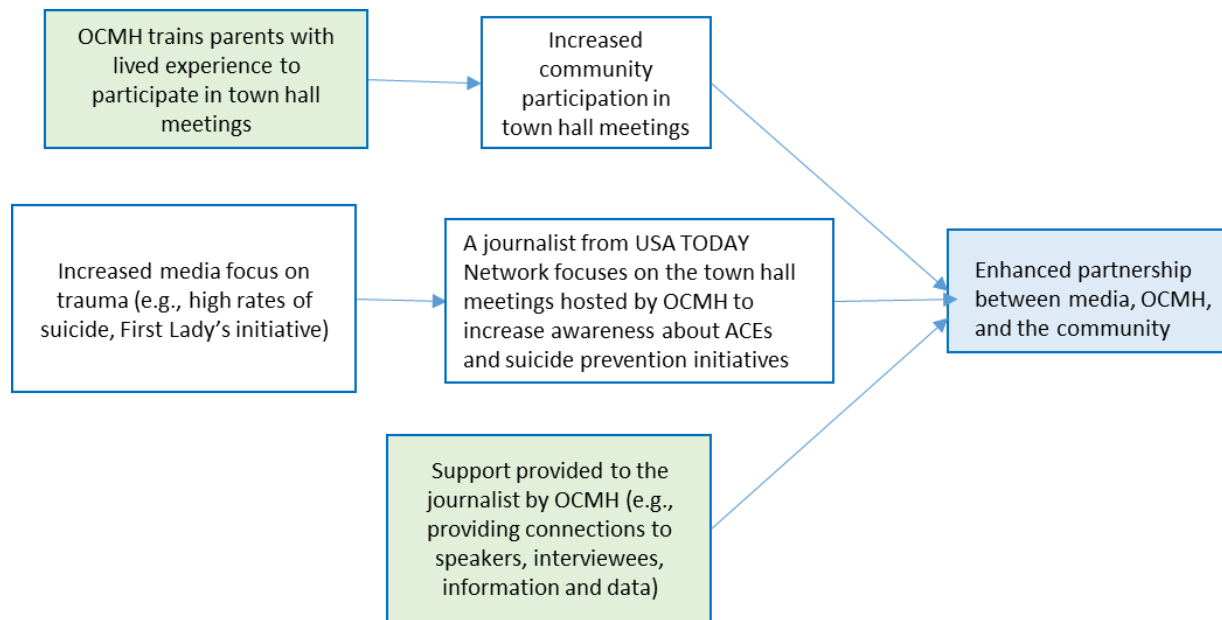 OCMH trains parents with
lived experience to
participate in town hall
meetings
Increased
community
participation in
town hall meetings
Increased media focus on
trauma (e.g., high rates of
suicide, First Lady’s initiative)
A journalist from USA TODAY
Network focuses on the town hall
meetings hosted by OCMH to
increase awareness about ACEs
and suicide prevention initiatives
Enhanced partnership
between media, OCMH,
and the community
Support provided to the
journalist by OCMH (e.g.,
providing connections to
speakers, interviewees,
information and data)